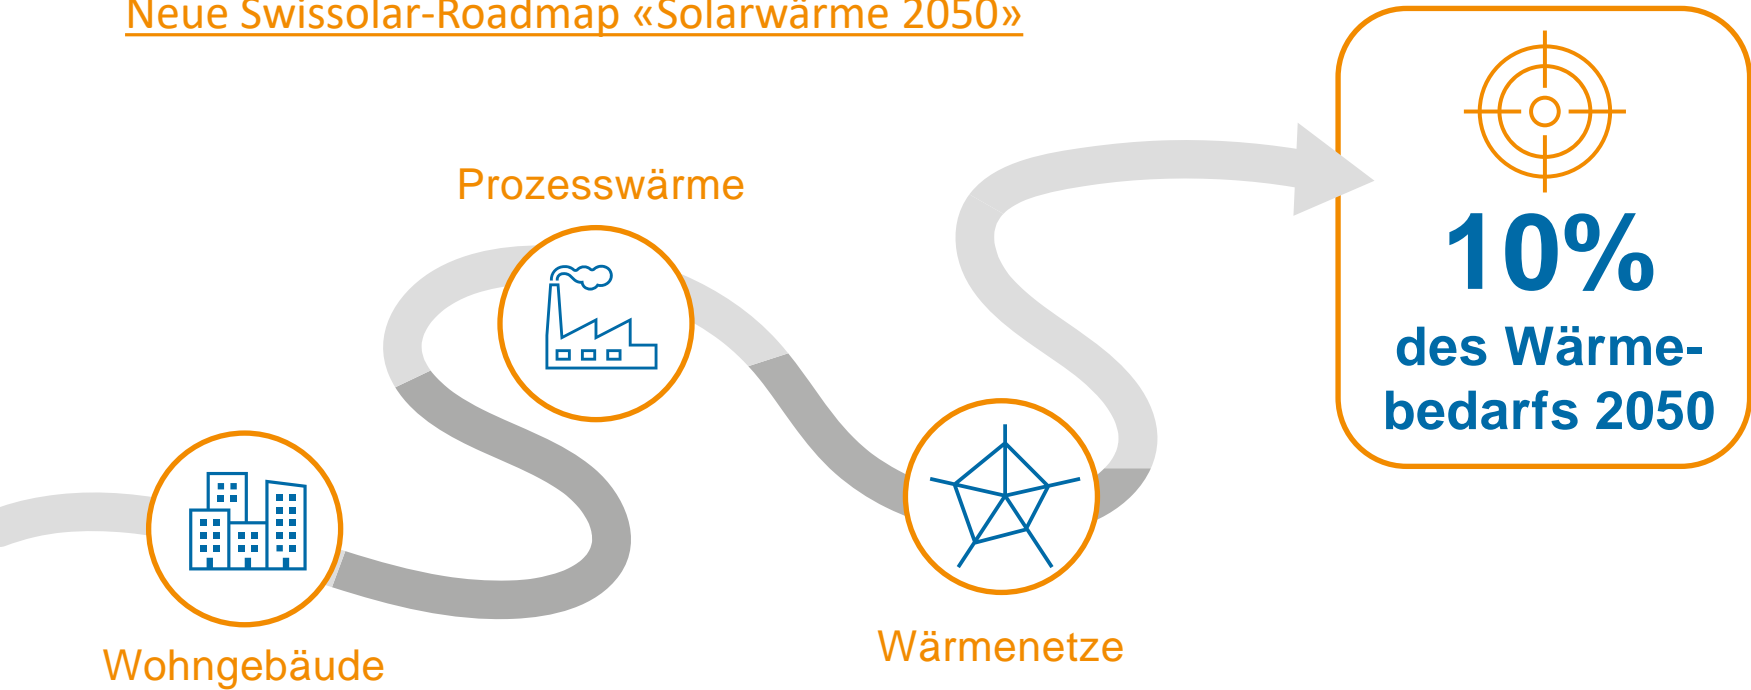 Neue Swissolar-Roadmap «Solarwärme 2050»
Prozesswärme
10%
des Wärme-
bedarfs 2050
Wärmenetze
Wohngebäude